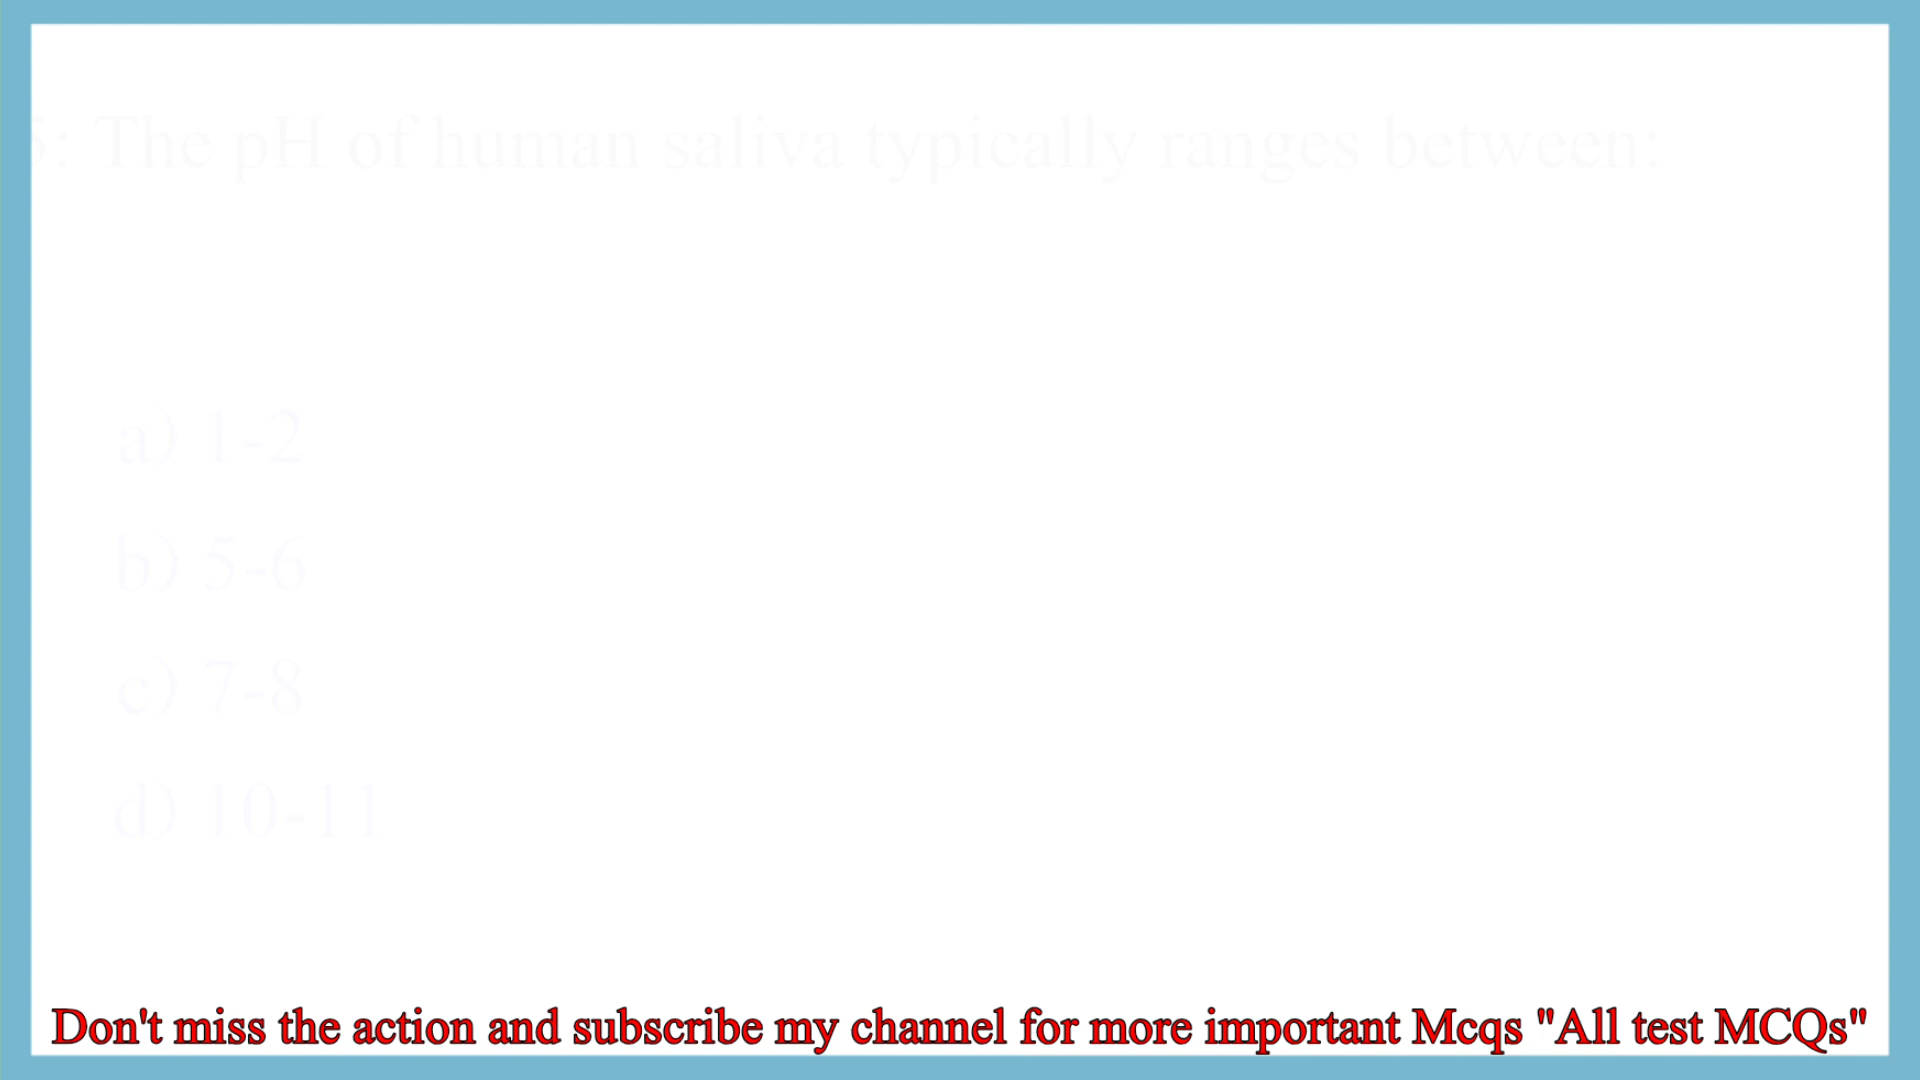 5: The pH of human saliva typically ranges between:
a) 1-2
b) 5-6
c) 7-8
d) 10-11
Don't miss the action and subscribe my channel for more important Mcqs "All test MCQs"